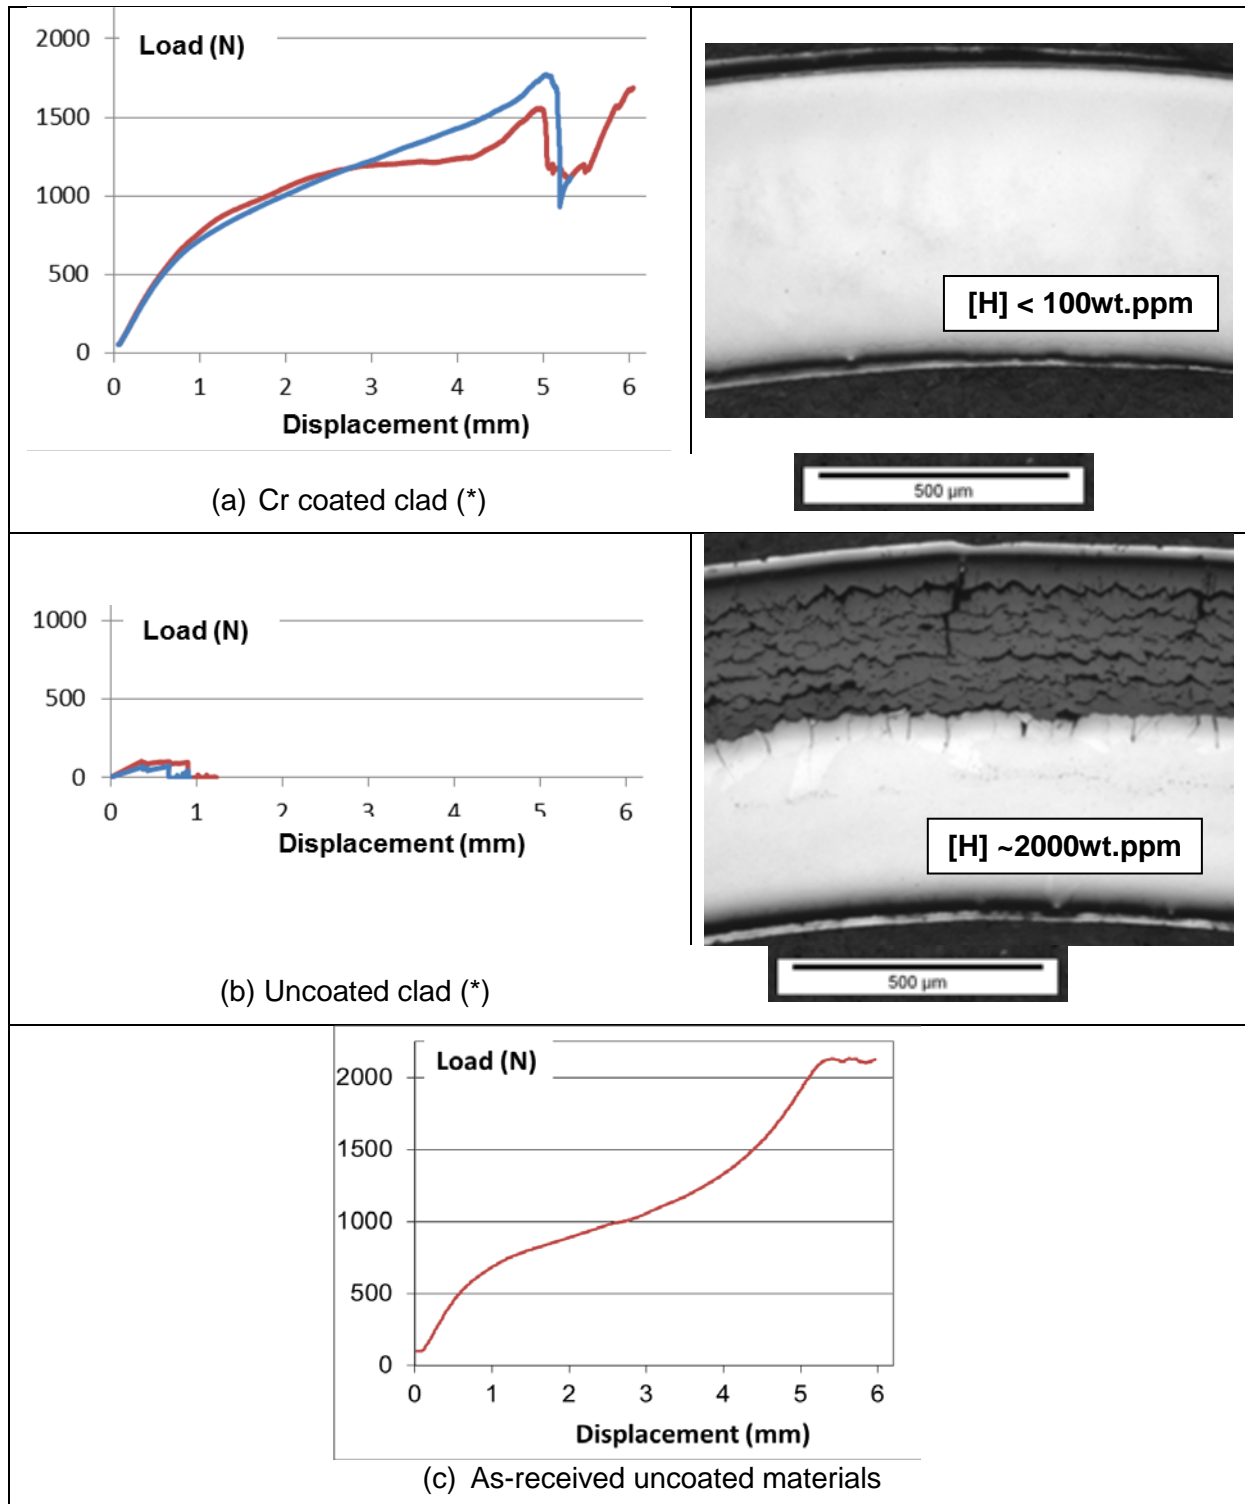 Load (N)
2000
1500
1000
500
0
0 1 2 3 4 5 6
Displacement (mm)
(a) Cr coated clad (*)
[H] < 100wt.ppm
500 µm
Load (N)
1000
500
0
0 1 2 3 4 5 6
Displacement (mm)
(b) Uncoated clad (*)
[H] ~2000wt.ppm
500 µm
Load (N)
2000
1500
1000
500
0
0 1 2 3 4 5 6
Displacement (mm)
(c) As-received uncoated materials